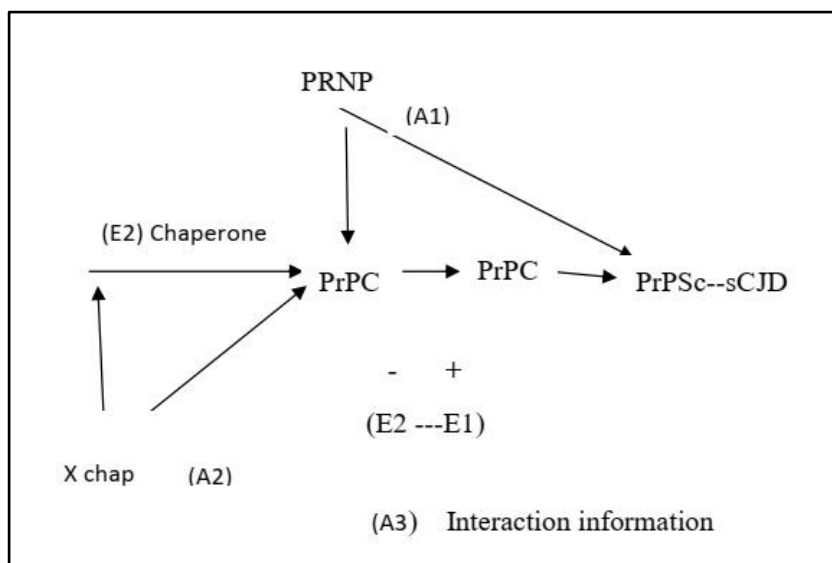 PRNP
(A1)
(E2) Chaperone
PrPC
PrPC
PrPSc--sCJD
- +
(E2 ---E1)
X chap (A2)
(A3) Interaction information